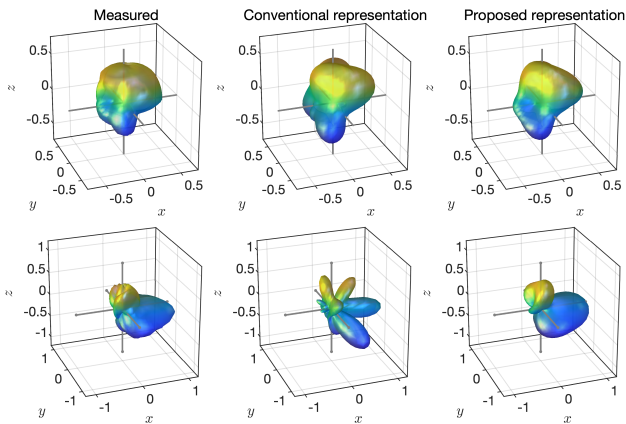 Measured Conventional representation Proposed representation
0.5 0.5 0.5
z 0 z 0 z 0
-0.5 -0.5 -0.5
0.5 0.5 0.5
0 0.5 0 0.5 0 0.5
-0.5 0 -0.5 0 -0.5 0
-0.5 -0.5 -0.5
y x y x y x
1 1 1
0.5 0.5 0.5
z 0 z 0 z 0
-0.5 -0.5 -0.5
-1 -1 -1
1 1 1
0 1 0 1 0 1
-1 0 -1 0 -1 0
-1 -1 -1
y x y x y x